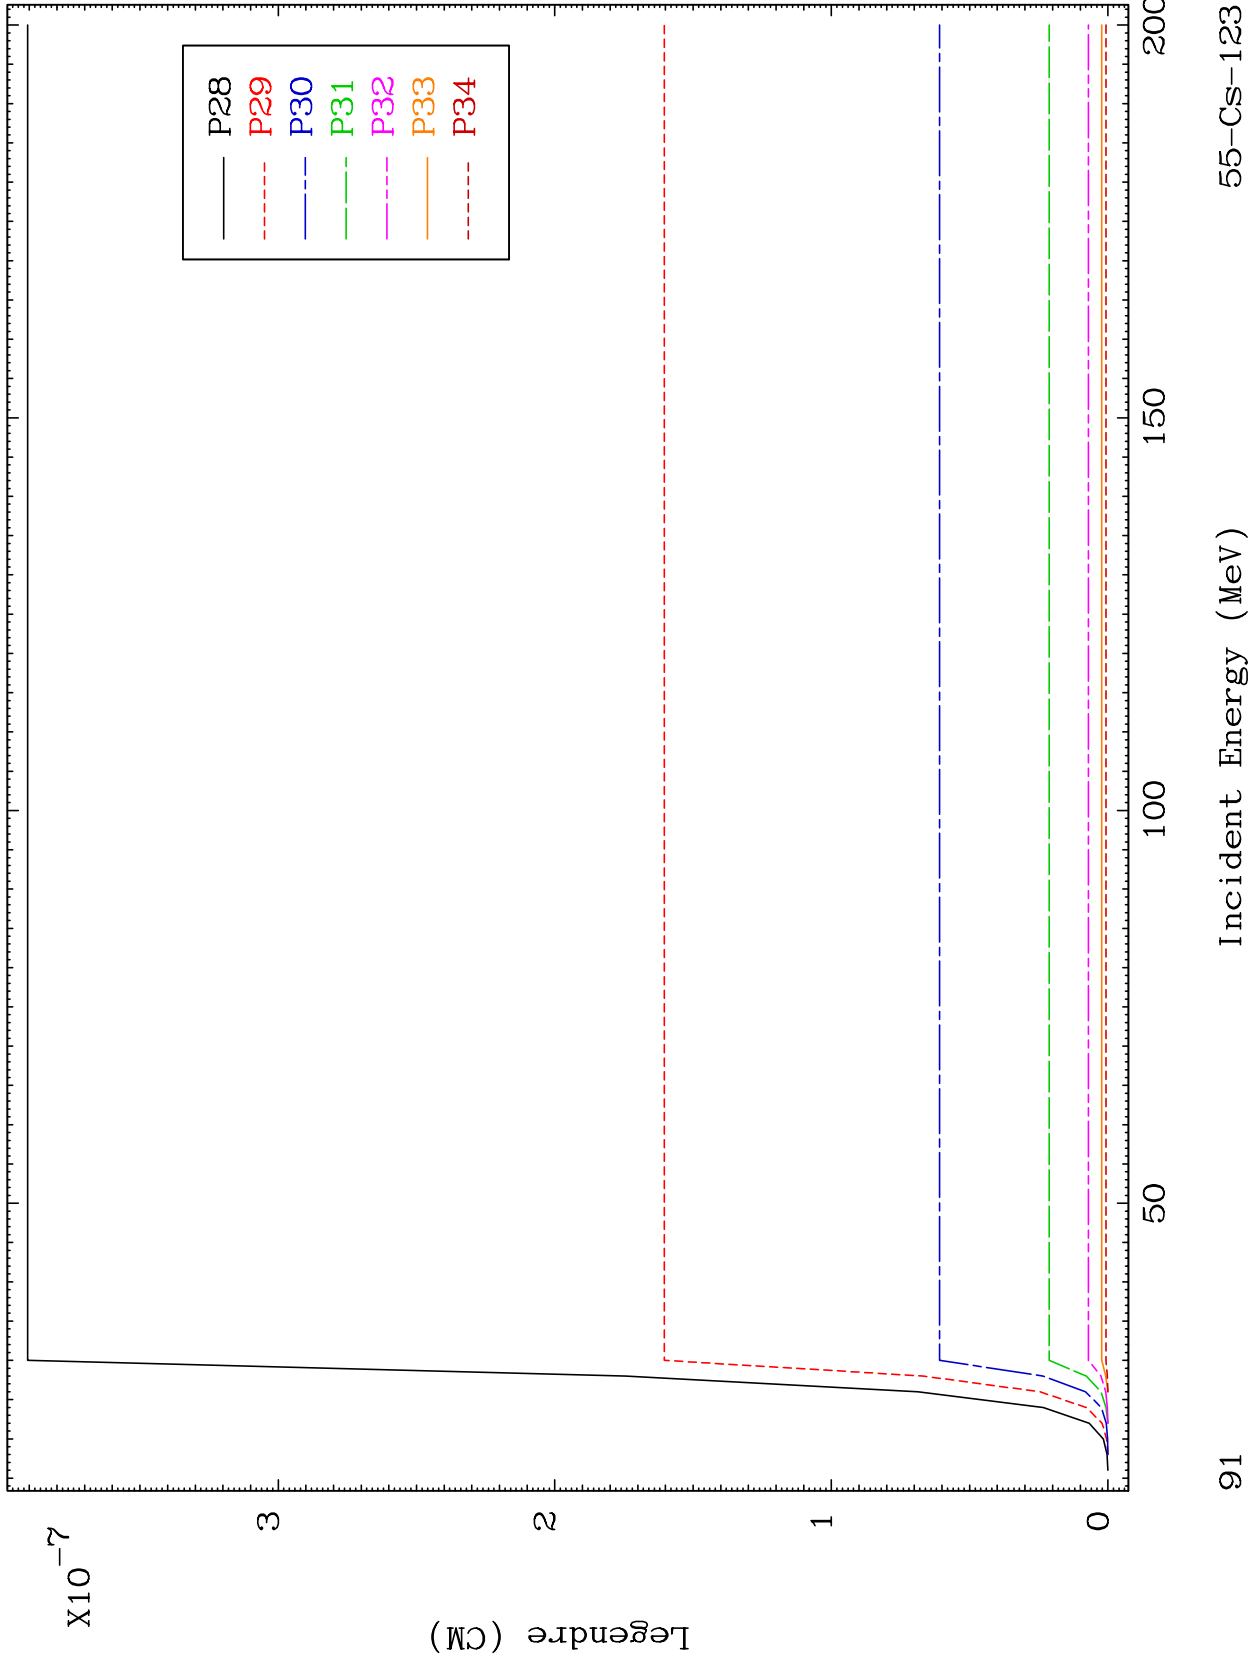 X10⁻⁷
3
2
1
0
Legendre (CM)
P28
P29
P30
P31
P32
P33
P34
50
100
150
200
Incident Energy (MeV)
91
55-Cs-123